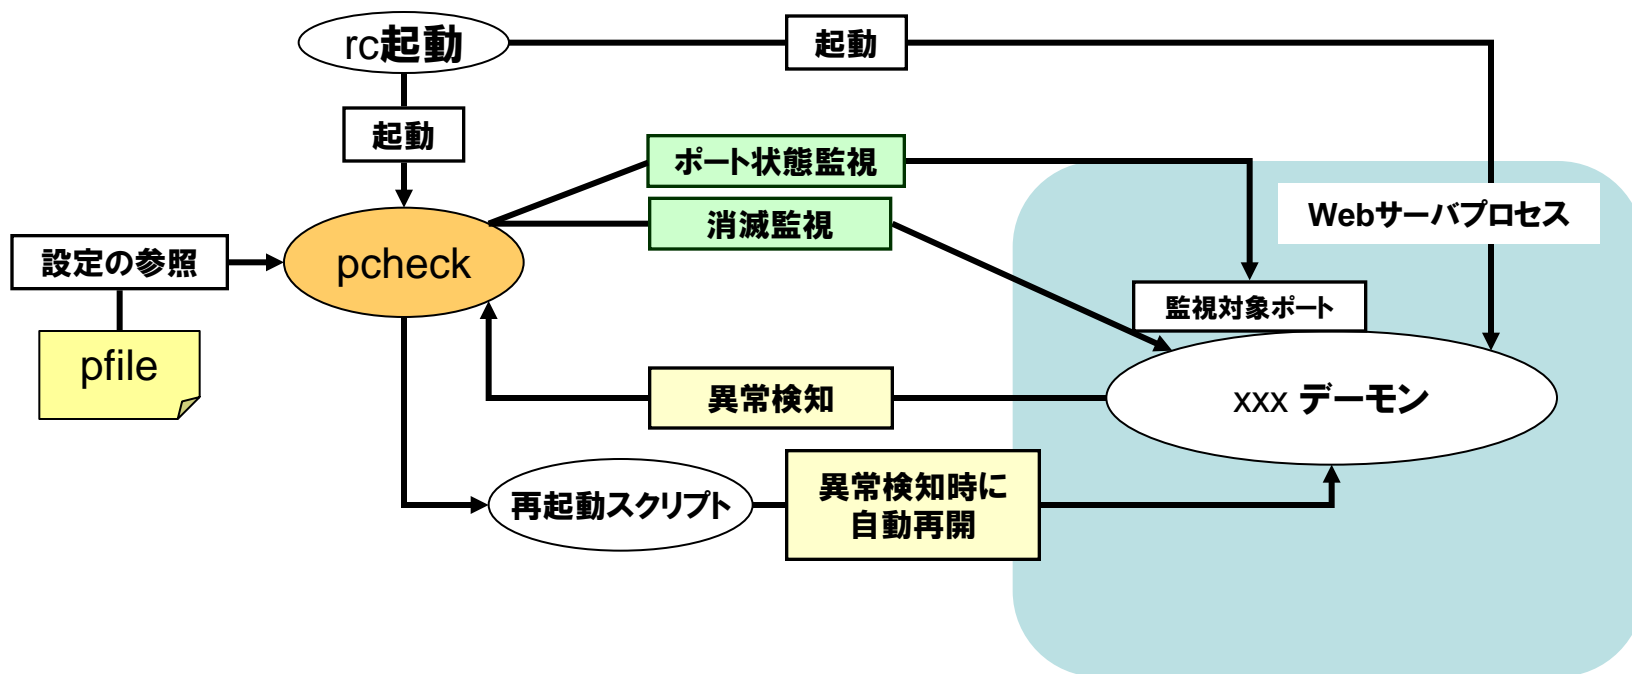 rc起動
起動
起動
ポート状態監視
消滅監視
Webサーバプロセス
設定の参照
pcheck
監視対象ポート
pfile
異常検知
xxx デーモン
再起動スクリプト
異常検知時に
自動再開